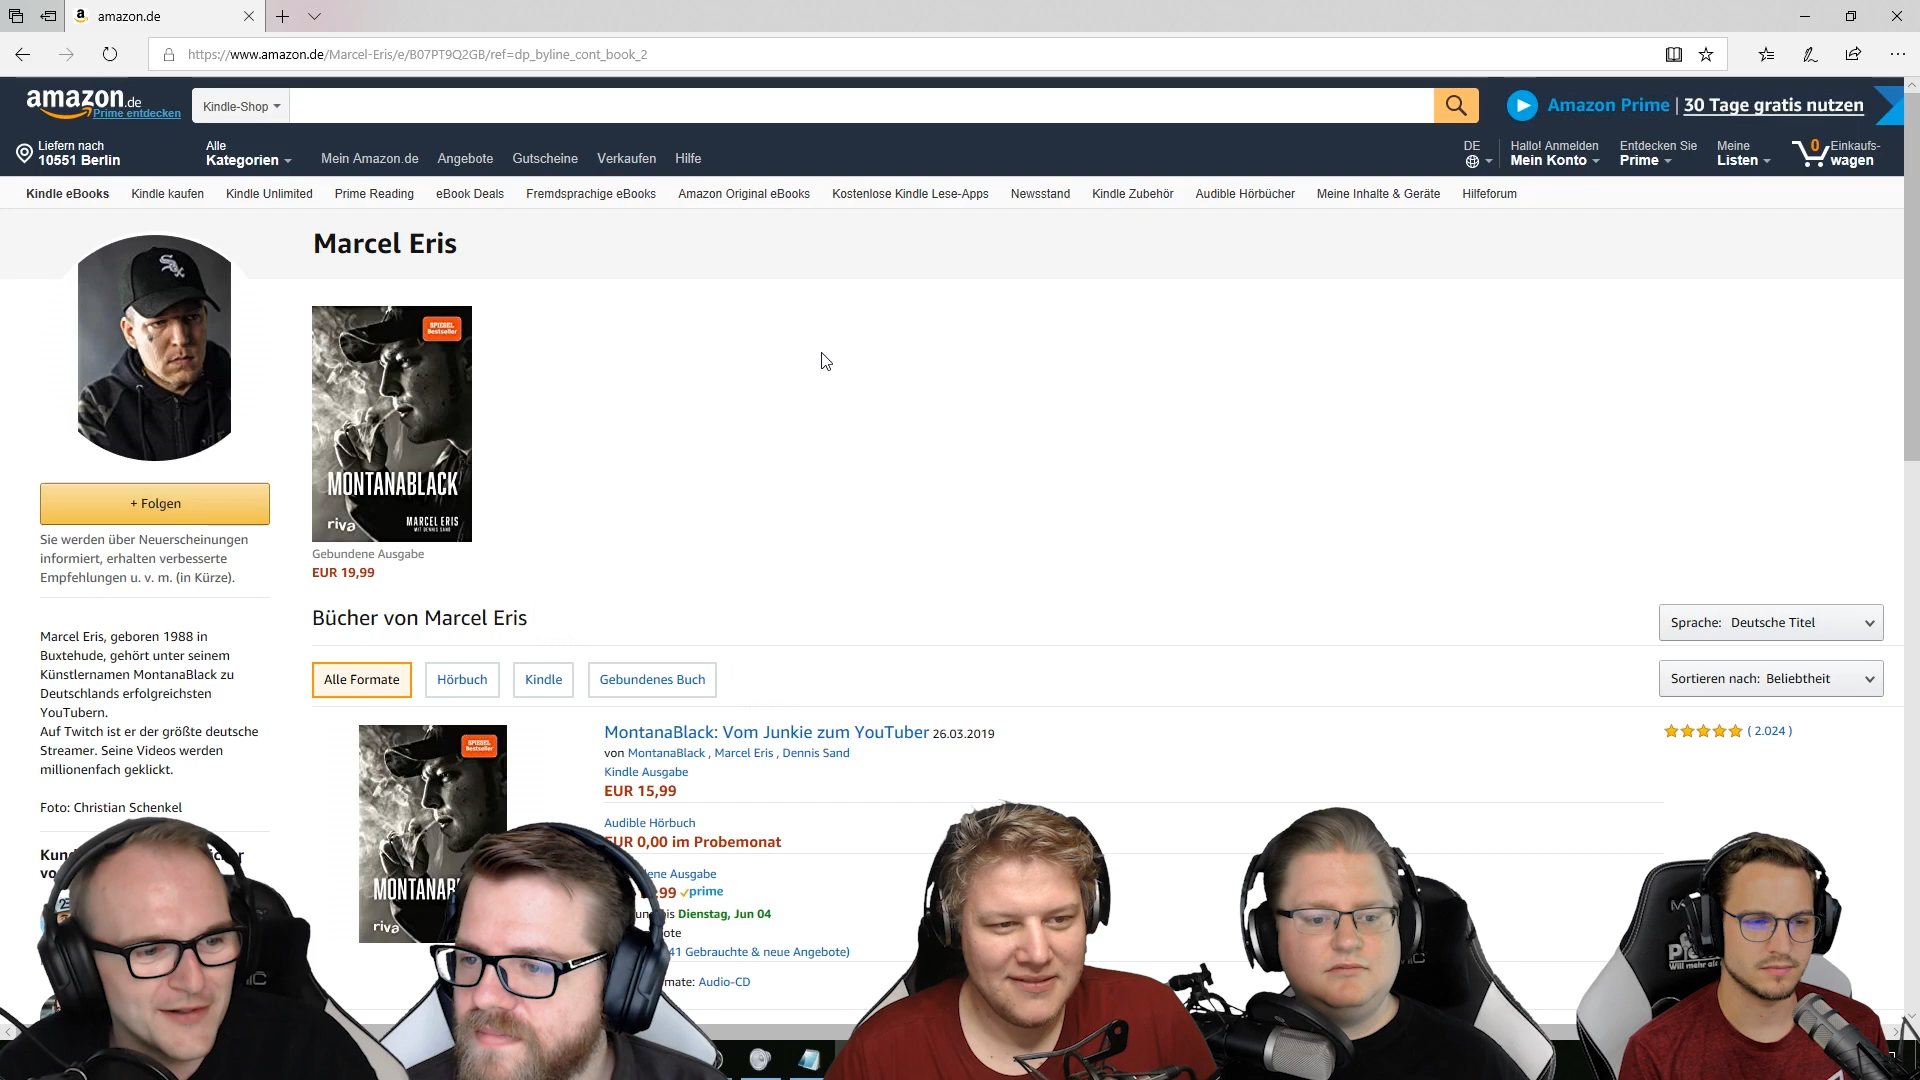 amazon.de
https://www.amazon.de/Marcel-Eris/e/B07PT9Q2GB/ref=dp_byline_cont_book_2
amazon.de
Prime entdecken
Kindle-Shop
Amazon Prime | 30 Tage gratis nutzen
Liefern nach
10551 Berlin
Alle
Kategorien
Mein Amazon.de Angebote Gutscheine Verkaufen Hilfe
DE
Hallo! Anmelden
Mein Konto
Entdecken Sie
Prime
Meine
Listen
0
Einkaufs-
wagen
Kindle eBooks Kindle kaufen Kindle Unlimited Prime Reading eBook Deals Fremdsprachige eBooks Amazon Original eBooks Kostenlose Kindle Lese-Apps Newsstand Kindle Zubehör Audible Hörbücher Meine Inhalte & Geräte Hilfeforum
Marcel Eris
SPIEGEL
Bestseller
MONTANABLACK
riva
MARCEL ERIS
MIT DENNIS SAND
Gebundene Ausgabe
EUR 19,99
+ Folgen
Sie werden über Neuerscheinungen
informiert, erhalten verbesserte
Empfehlungen u. v. m. (in Kürze).
Marcel Eris, geboren 1988 in
Buxtehude, gehört unter seinem
Künstlernamen MontanaBlack zu
Deutschlands erfolgreichsten
YouTubern.
Auf Twitch ist er der größte deutsche
Streamer. Seine Videos werden
millionenfach geklickt.
Foto: Christian Schenkel
Bücher von Marcel Eris
Sprache: Deutsche Titel
Alle Formate Hörbuch Kindle Gebundenes Buch
Sortieren nach: Beliebtheit
SPIEGEL
Bestseller
riva
MontanaBlack: Vom Junkie zum YouTuber 26.03.2019
von MontanaBlack , Marcel Eris , Dennis Sand
Kindle Ausgabe
EUR 15,99
( 2.024 )
Audible Hörbuch
EUR 0,00 im Probemonat
Ausgabe
99 prime
Dienstag, Jun 04
41 Gebrauchte & neue Angebote)
Audio-CD
Will mehr als